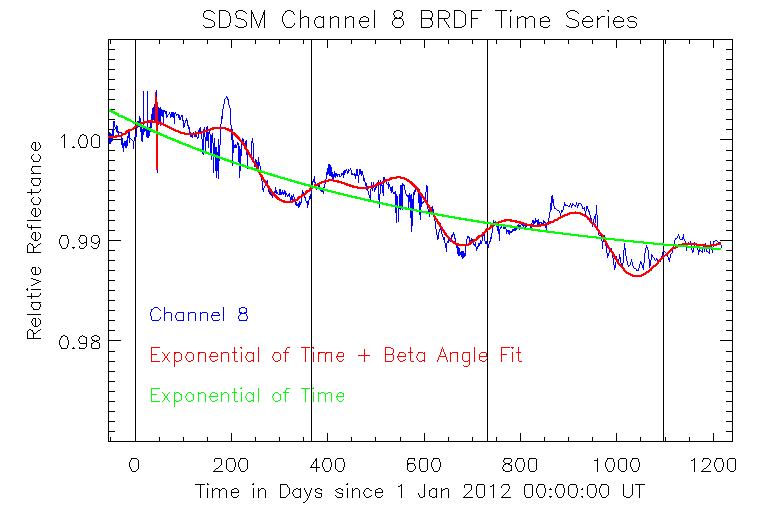 SDSM Channel 8 BRDF Time Series
Relative Reflectance
1.00
0.99
0.98
Channel 8
Exponential of Time + Beta Angle Fit
Exponential of Time
0 200 400 600 800 1000 1200
Time in Days since 1 Jan 2012 00:00:00 UT